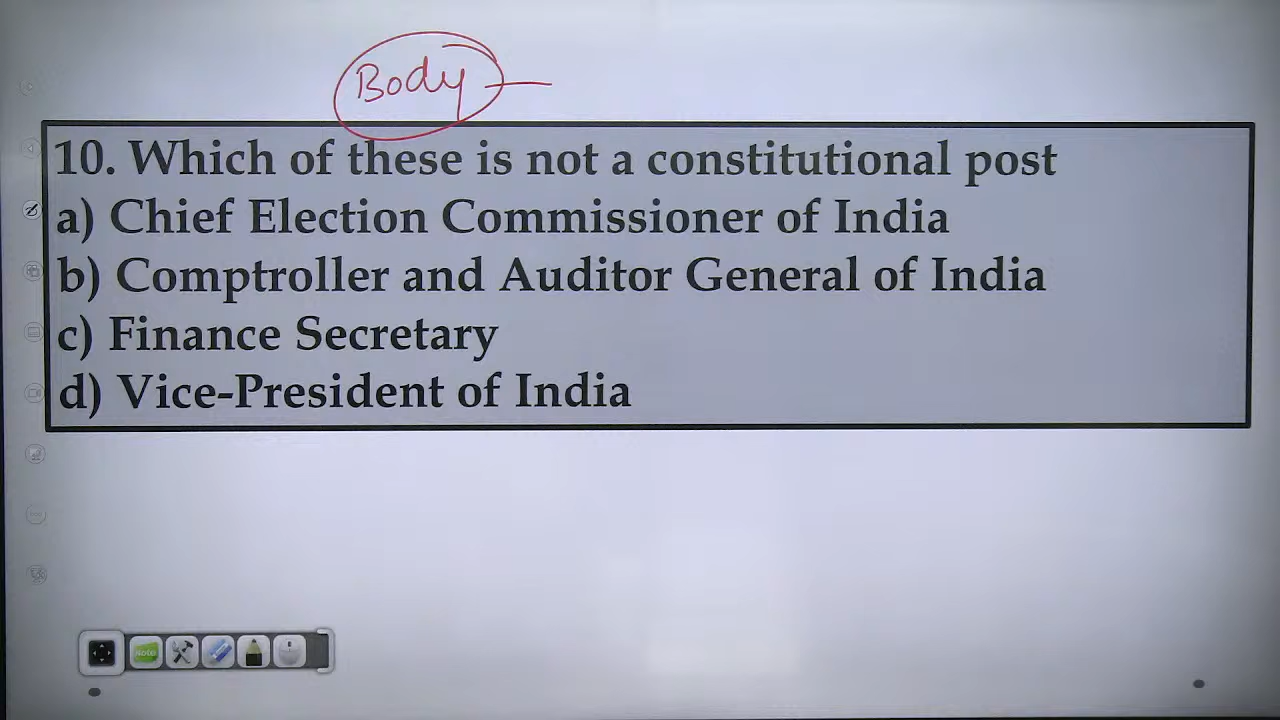 Body
10. Which of these is not a constitutional post
a) Chief Election Commissioner of India
b) Comptroller and Auditor General of India
c) Finance Secretary
d) Vice-President of India
Note